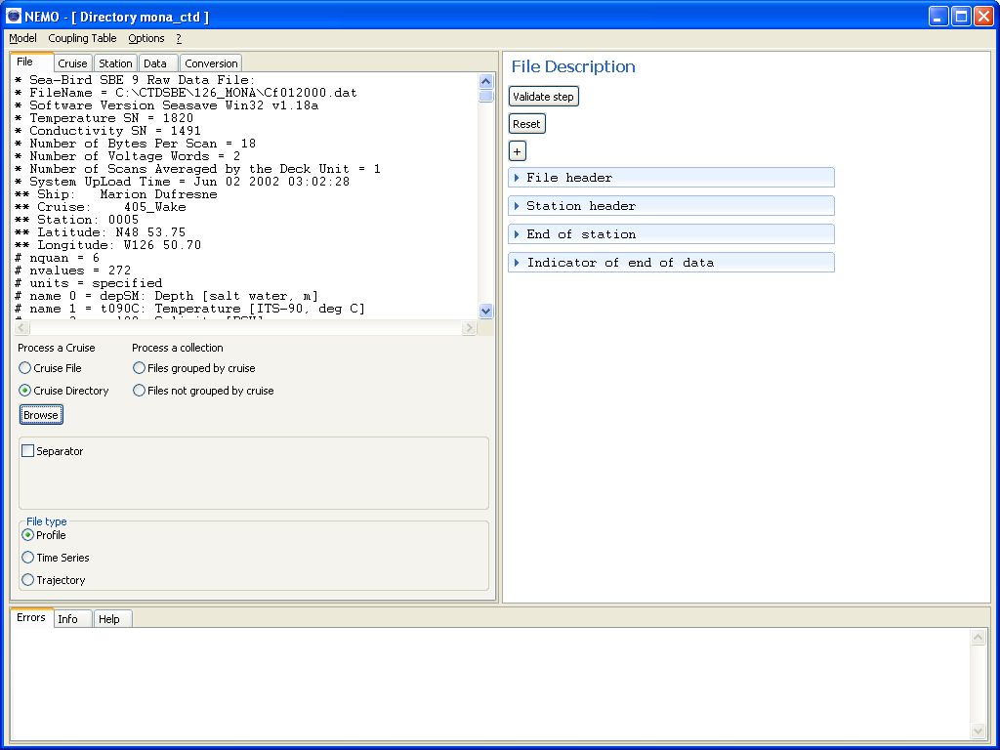 NEMO - [ Directory mona_ctd ]
Model Coupling Table Options ?
File Cruise Station Data Conversion
* Sea-Bird SBE 9 Raw Data File:
* FileName = C:\CTDSBE\126_MONA\Cf012000.dat
* Software Version Seasave Win32 v1.18a
* Temperature SN = 1820
* Conductivity SN = 1491
* Number of Bytes Per Scan = 18
* Number of Voltage Words = 2
* Number of Scans Averaged by the Deck Unit = 1
* System UpLoad Time = Jun 02 2002 03:02:28
** Ship: Marion Dufresne
** Cruise: 405_Wake
** Station: 0005
** Latitude: N48 53.75
** Longitude: W126 50.70
# nquan = 6
# nvalues = 272
# units = specified
# name 0 = depSM: Depth [salt water, m]
# name 1 = t090C: Temperature [ITS-90, deg C]
Process a Cruise Process a collection
Cruise File Files grouped by cruise
Cruise Directory Files not grouped by cruise
Browse
Separator
File type
Profile
Time Series
Trajectory
File Description
Validate step
Reset
+
File header
Station header
End of station
Indicator of end of data
Errors Info Help